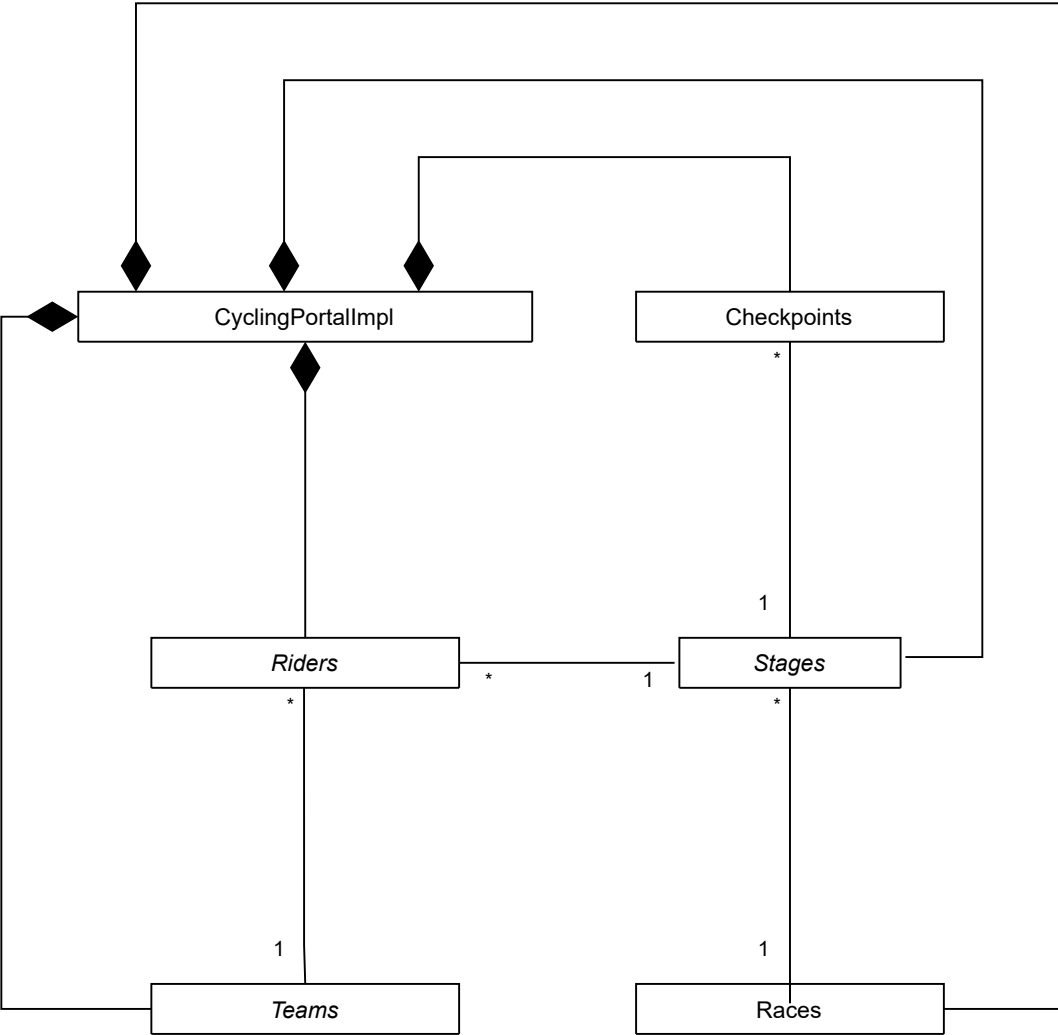 CyclingPortalImpl
Checkpoints
*
1
Riders
Stages
*
1
*
*
1
1
Teams
Races